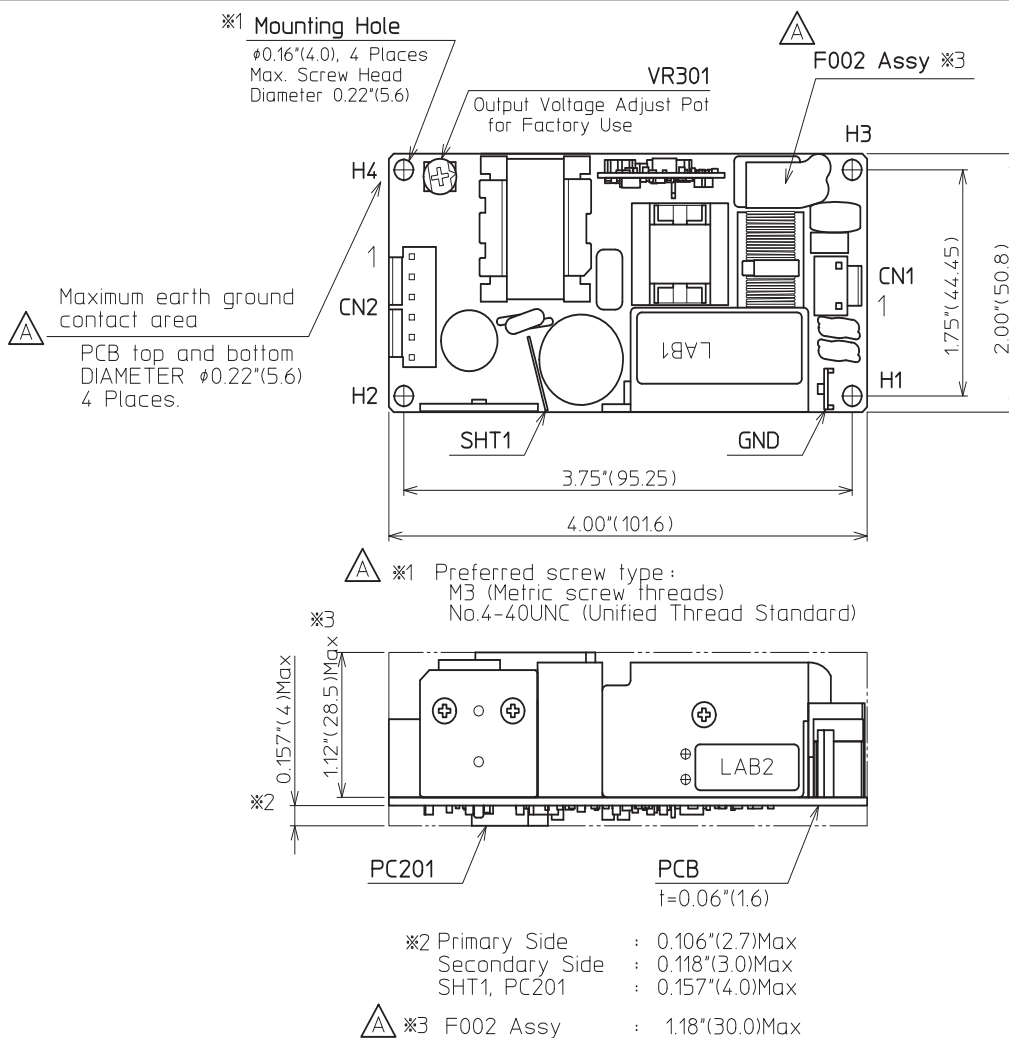 ※1 Mounting Hole
φ0.16"(4.0), 4 Places
Max. Screw Head
Diameter 0.22"(5.6)
VR301
Output Voltage Adjust Pot
for Factory Use
A
F002 Assy ※3
H4
H3
1
CN2
CN1
1
H2
H1
LAB1
A
Maximum earth ground
contact area
PCB top and bottom
DIAMETER φ0.22"(5.6)
4 Places.
SHT1
GND
1.75"(44.45)
2.00"(50.8)
3.75"(95.25)
4.00"(101.6)
A ※1 Preferred screw type :
M3 (Metric screw threads)
No.4-40UNC (Unified Thread Standard)
※3
1.12"(28.5)Max
0.157"(4)Max
※2
LAB2
PC201
PCB
t=0.06"(1.6)
※2 Primary Side : 0.106"(2.7)Max
Secondary Side : 0.118"(3.0)Max
SHT1, PC201 : 0.157"(4.0)Max
A ※3 F002 Assy : 1.18"(30.0)Max